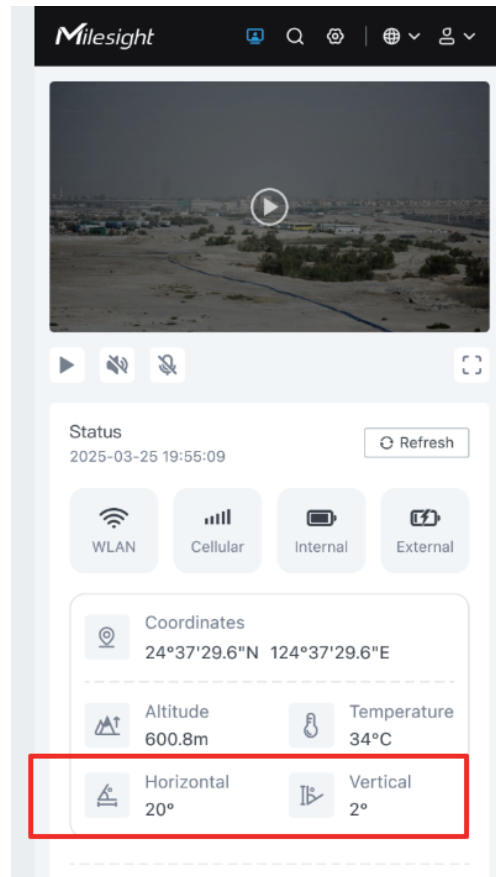 Milesight
Status
2025-03-25 19:55:09
Refresh
WLAN
Cellular
Internal
External
Coordinates
24°37'29.6"N 124°37'29.6"E
Altitude
600.8m
Temperature
34°C
Horizontal
20°
Vertical
2°